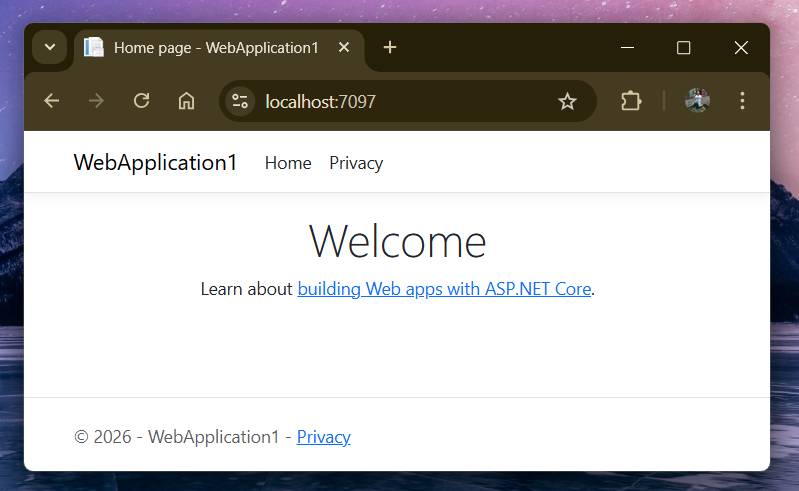 Home page - WebApplication1
localhost:7097
WebApplication1 Home Privacy
Welcome
Learn about building Web apps with ASP.NET Core.
© 2026 - WebApplication1 - Privacy